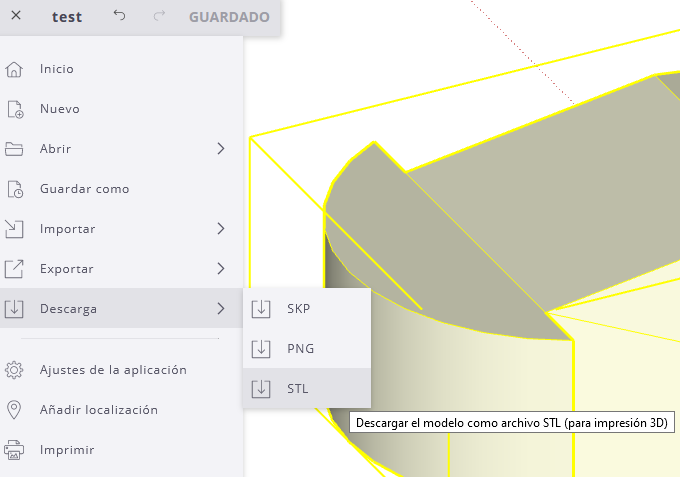 test
GUARDADO
Inicio
Nuevo
Abrir
Guardar como
Importar
Exportar
Descarga
SKP
PNG
STL
Descargar el modelo como archivo STL (para impresión 3D)
Ajustes de la aplicación
Añadir localización
Imprimir